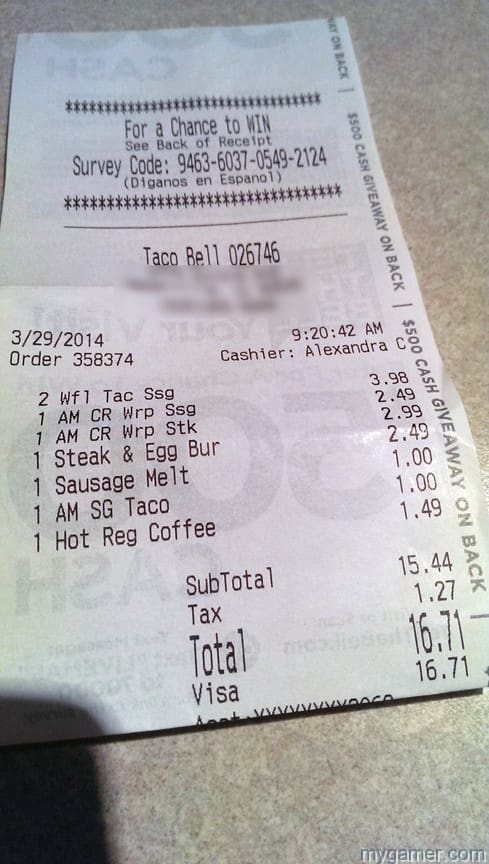 *********************************
For a Chance to WIN
See Back of Receipt
Survey Code: 9463-6037-0549-2124
(Diganos en Espanol)
*********************************
Taco Bell 026746
3/29/2014 9:20:42 AM
Order 358374 Cashier: Alexandra C
2 Wfl Tac Ssg 3.98
1 AM CR Wrp Ssg 2.49
1 AM CR Wrp Stk 2.99
1 Steak & Egg Bur 2.49
1 Sausage Melt 1.00
1 AM SG Taco 1.00
1 Hot Reg Coffee 1.49
SubTotal 15.44
Tax 1.27
Total 16.71
Visa 16.71
WAY ON BACK |
$500 CASH GIVEAWAY ON BACK |
$500 CASH GIVEAWAY ON BACK |
mygamer.com